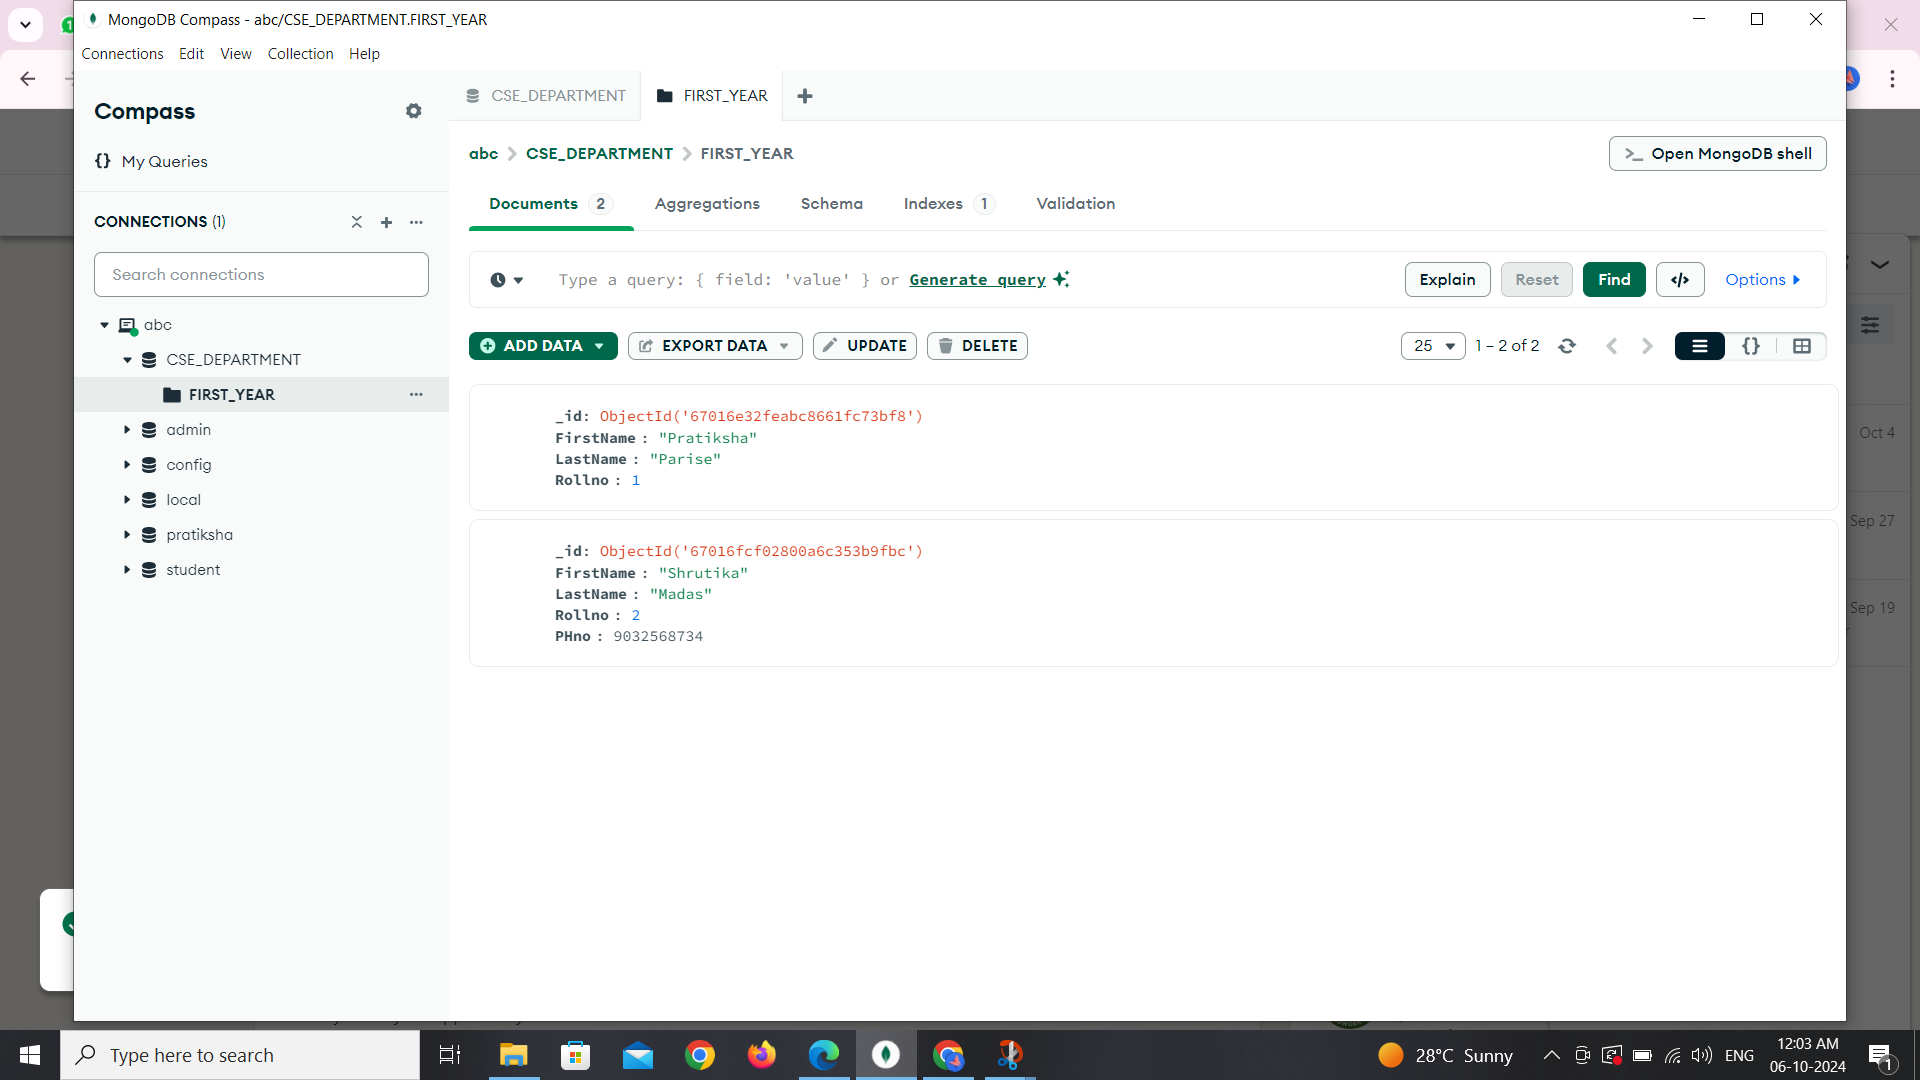 MongoDB Compass - abc/CSE_DEPARTMENT.FIRST_YEAR
Connections Edit View Collection Help
Compass
My Queries
CONNECTIONS (1)
Search connections
abc
CSE_DEPARTMENT
FIRST_YEAR
admin
config
local
pratiksha
student
CSE_DEPARTMENT FIRST_YEAR
abc CSE_DEPARTMENT FIRST_YEAR
>_ Open MongoDB shell
Documents 2 Aggregations Schema Indexes 1 Validation
Type a query: { field: 'value' } or Generate query
Explain Reset Find </> Options
ADD DATA EXPORT DATA UPDATE DELETE
25 1 – 2 of 2 {}
_id: ObjectId('67016e32feabc8661fc73bf8')
FirstName : "Pratiksha"
LastName : "Parise"
Rollno : 1
_id: ObjectId('67016fcf02800a6c353b9fbc')
FirstName : "Shrutika"
LastName : "Madas"
Rollno : 2
PHno : 9032568734
Oct 4
Sep 27
Sep 19
Type here to search
28°C Sunny
ENG
12:03 AM
06-10-2024
1